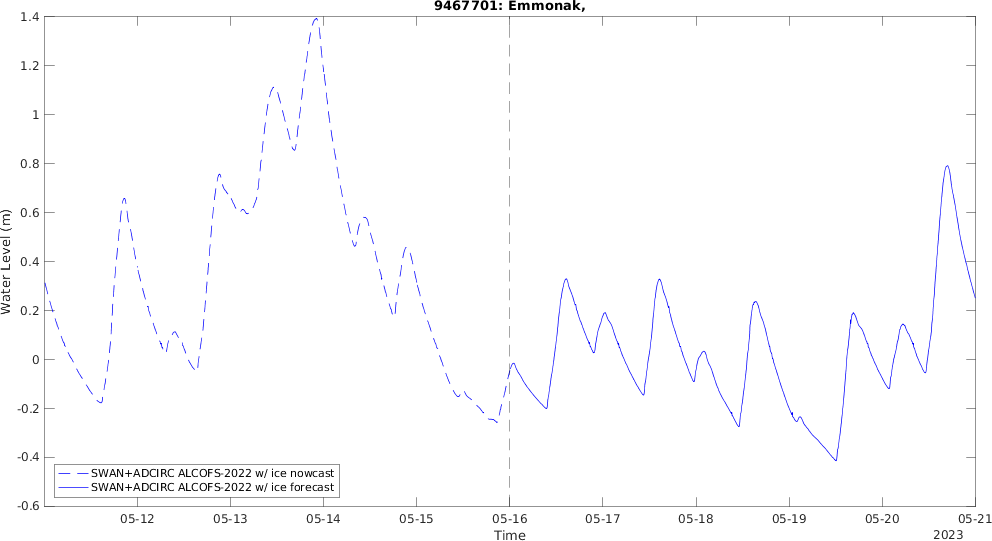 9467701: Emmonak,
Water Level (m)
1.4
1.2
1
0.8
0.6
0.4
0.2
0
-0.2
-0.4
-0.6
SWAN+ADCIRC ALCOFS-2022 w/ ice nowcast
SWAN+ADCIRC ALCOFS-2022 w/ ice forecast
05-12 05-13 05-14 05-15 05-16 05-17 05-18 05-19 05-20 05-21
Time
2023